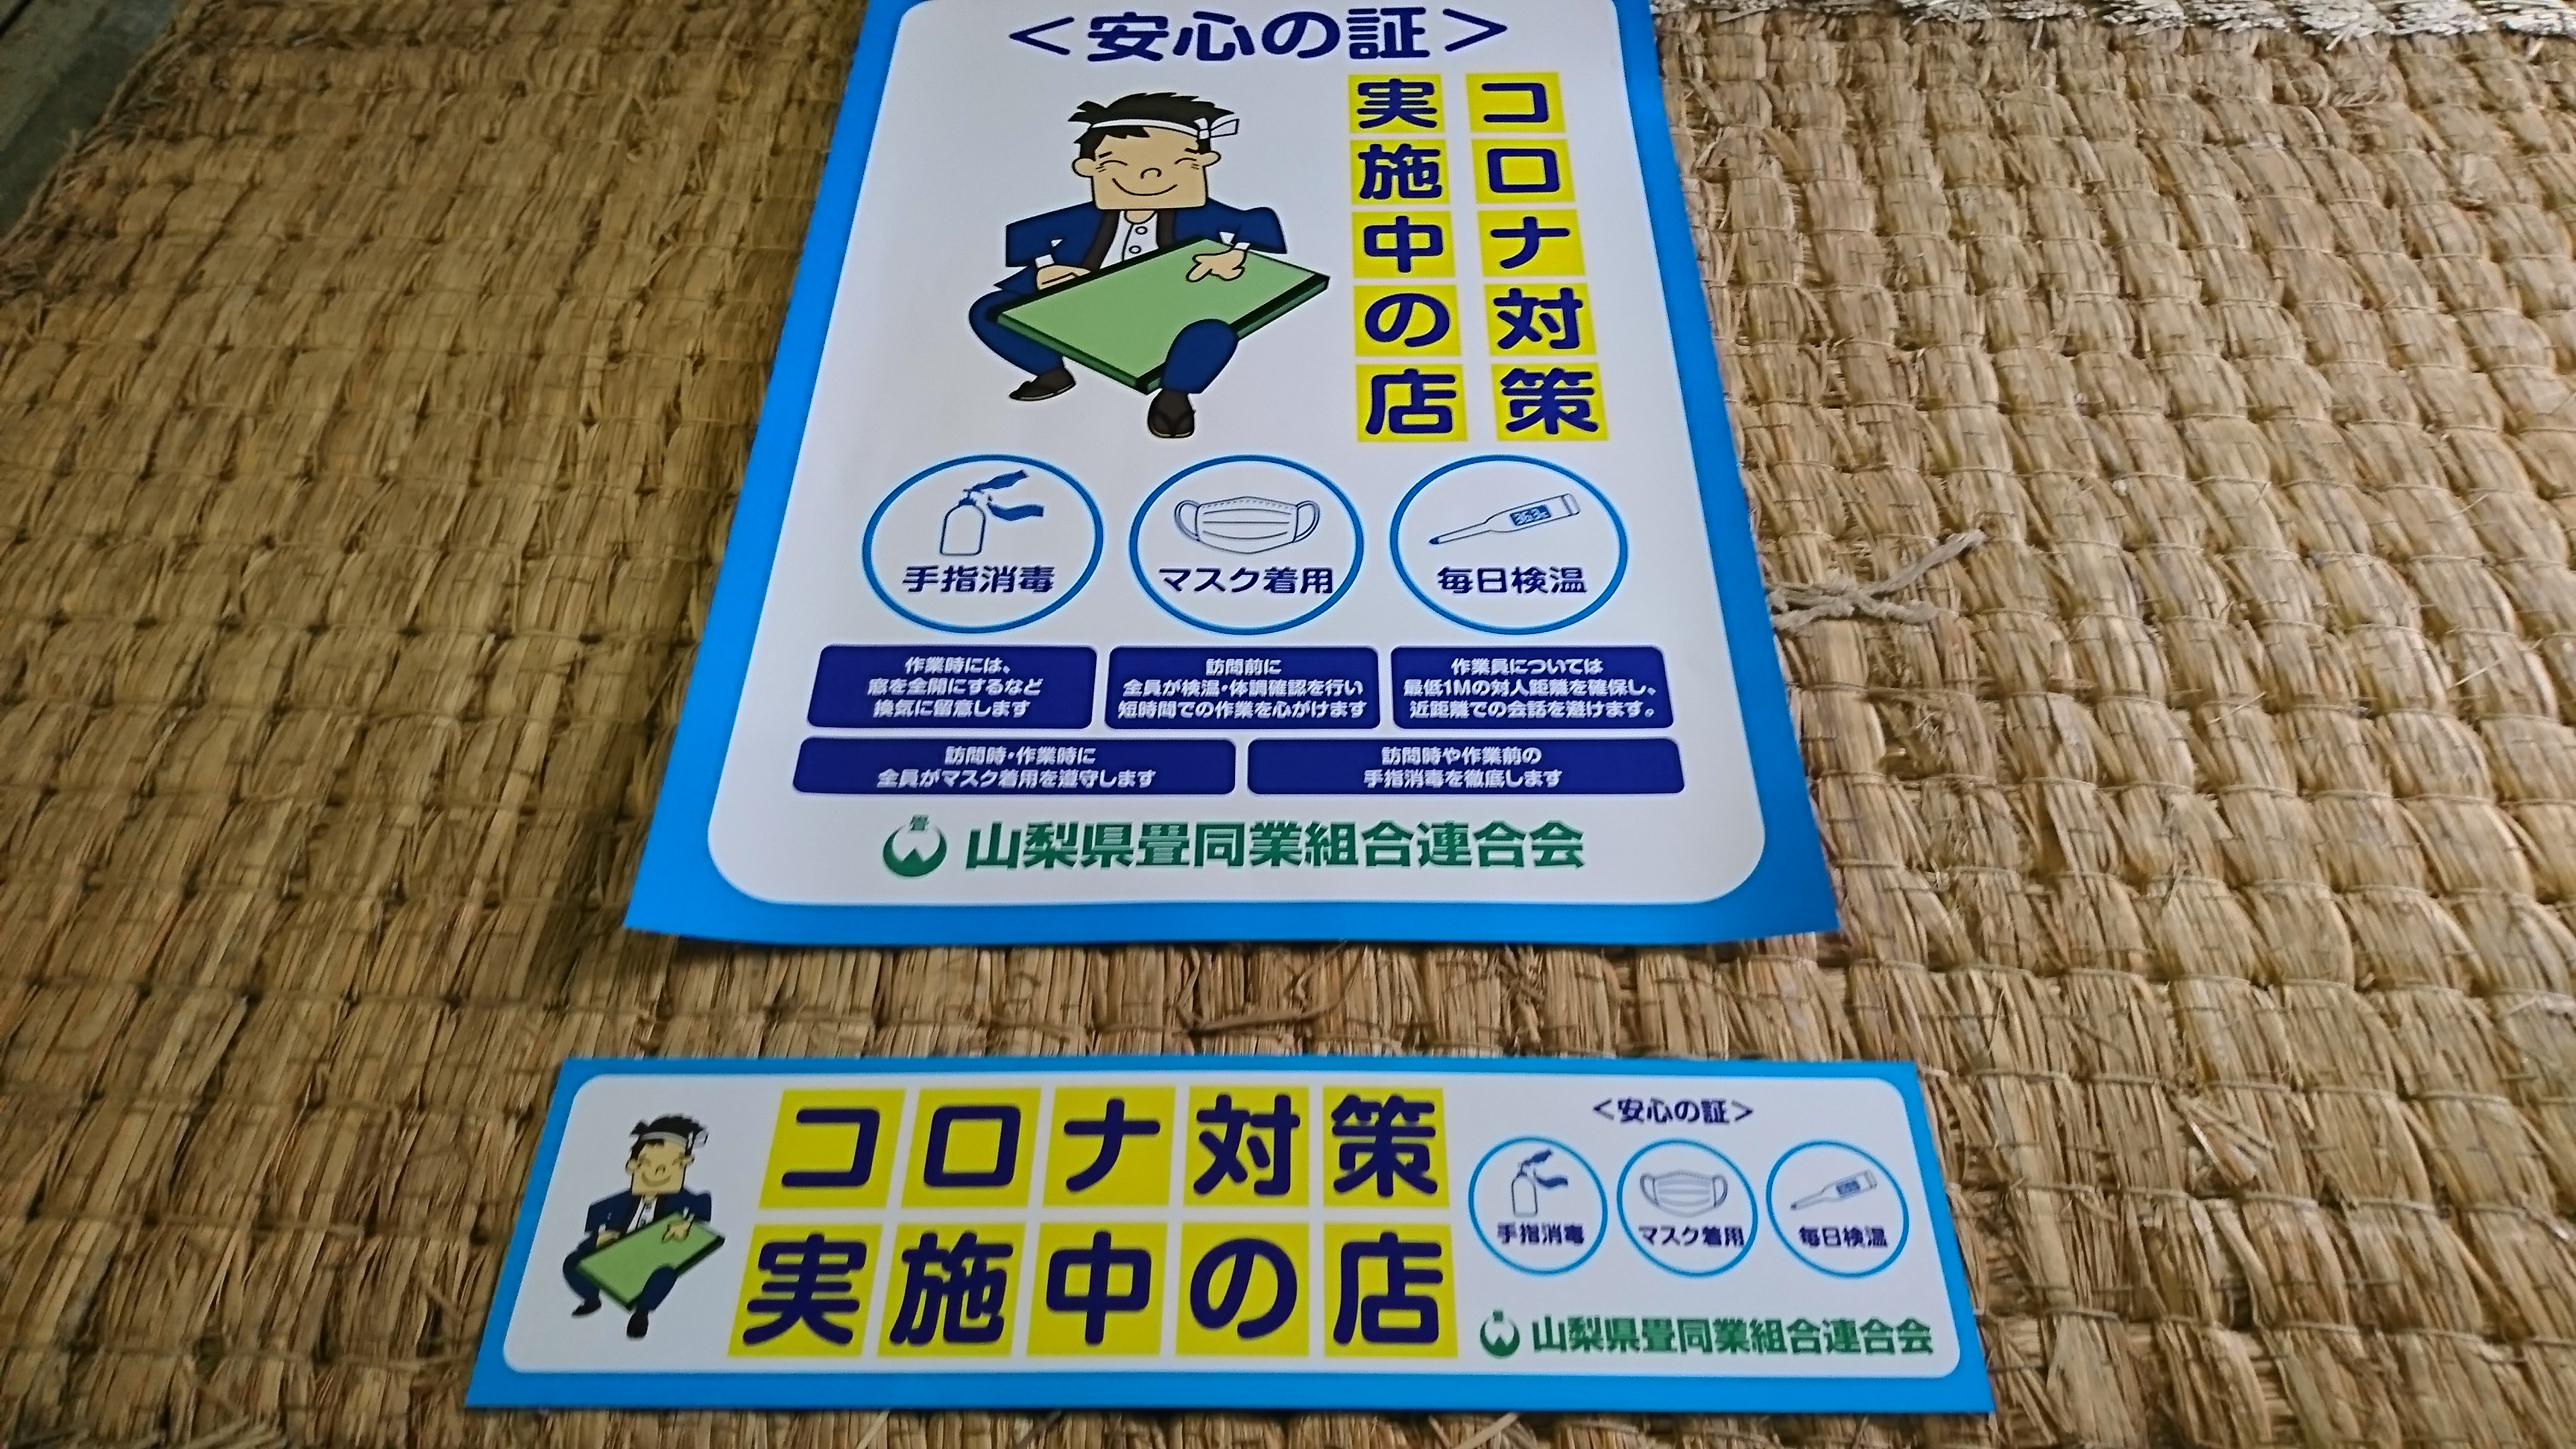 <安心の証>
コロナ対策
実施中の店
手指消毒
マスク着用
毎日検温
作業時には、
窓を全開にするなど
換気に留意します
訪問前に
全員が検温・体調確認を行い
短時間での作業を心がけます
作業員については
最低1Mの対人距離を確保し、
近距離での会話を避けます。
訪問時・作業時に
全員がマスク着用を遵守します
訪問時や作業前の
手指消毒を徹底します
畳
山梨県畳同業組合連合会
コロナ対策
実施中の店
<安心の証>
手指消毒
マスク着用
毎日検温
山梨県畳同業組合連合会